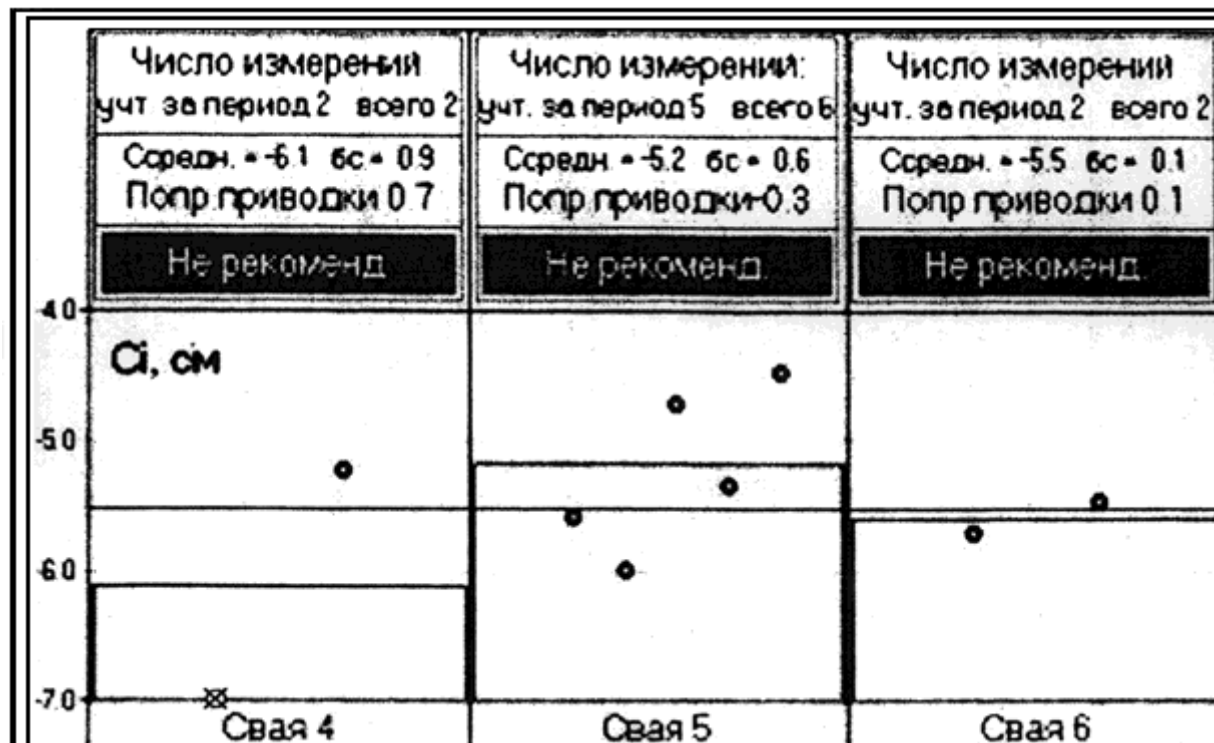 Число измерений
учт. за период 2 всего 2
Ссредн. = -6.1 бс = 0.9
Попр.приводки 0.7
Не рекоменд.
Число измерений:
учт. за период 5 всего 6
Ссредн. = -5.2 бс = 0.6
Попр.приводки-0.3
Не рекоменд.
Число измерений
учт. за период 2 всего 2
Ссредн. = -5.5 бс = 0.1
Попр.приводки 0.1
Не рекоменд.
-4.0
Ci, см
-5.0
-6.0
-7.0
Свая 4
Свая 5
Свая 6